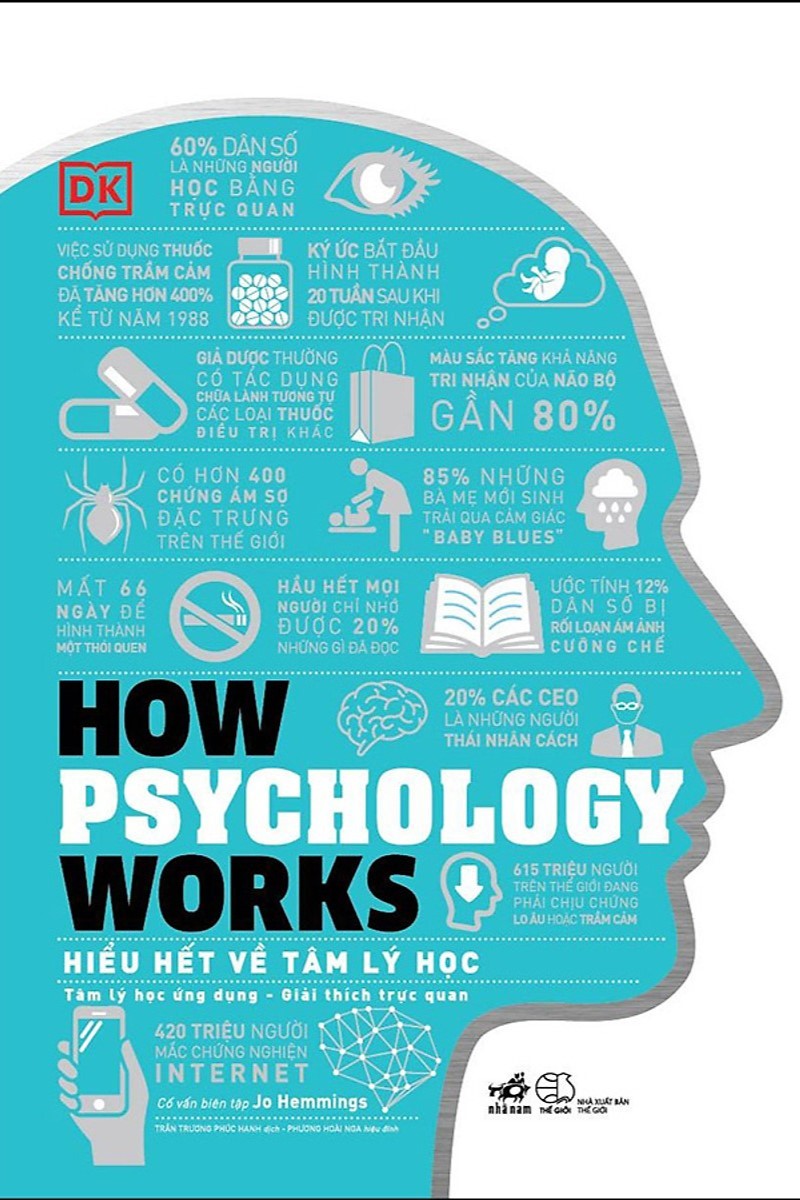 60% DÂN SỐ
LÀ NHỮNG NGƯỜI
HỌC BẰNG
TRỰC QUAN
DK
VIỆC SỬ DỤNG THUỐC
CHỐNG TRẦM CẢM
ĐÃ TĂNG HƠN 400%
KỂ TỪ NĂM 1988
KÝ ỨC BẮT ĐẦU
HÌNH THÀNH
20 TUẦN SAU KHI
ĐƯỢC TRI NHẬN
GIẢ DƯỢC THƯỜNG
CÓ TÁC DỤNG
CHỮA LÀNH TƯƠNG TỰ
CÁC LOẠI THUỐC
ĐIỀU TRỊ KHÁC
MÀU SẮC TĂNG KHẢ NĂNG
TRI NHẬN CỦA NÃO BỘ
GẦN 80%
CÓ HƠN 400
CHỨNG ÁM SỢ
ĐẶC TRƯNG
TRÊN THẾ GIỚI
85% NHỮNG
BÀ MẸ MỚI SINH
TRẢI QUA CẢM GIÁC
"BABY BLUES"
MẤT 66
NGÀY ĐỂ
HÌNH THÀNH
MỘT THÓI QUEN
HẦU HẾT MỌI
NGƯỜI CHỈ NHỚ
ĐƯỢC 20%
NHỮNG GÌ ĐÃ ĐỌC
ƯỚC TÍNH 12%
DÂN SỐ BỊ
RỐI LOẠN ÁM ẢNH
CƯỠNG CHẾ
20% CÁC CEO
LÀ NHỮNG NGƯỜI
THÁI NHÂN CÁCH
HOW
PSYCHOLOGY
WORKS
615 TRIỆU NGƯỜI
TRÊN THẾ GIỚI ĐANG
PHẢI CHỊU CHỨNG
LO ÂU HOẶC TRẦM CẢM
HIỂU HẾT VỀ TÂM LÝ HỌC
Tâm lý học ứng dụng - Giải thích trực quan
420 TRIỆU NGƯỜI
MẮC CHỨNG NGHIỆN
INTERNET
Cố vấn biên tập Jo Hemmings
TRẦN TRƯƠNG PHÚC HẠNH dịch - PHƯƠNG HOÀI NGA hiệu đính
nhã nam
THẾ GIỚI
NHÀ XUẤT BẢN
THẾ GIỚI